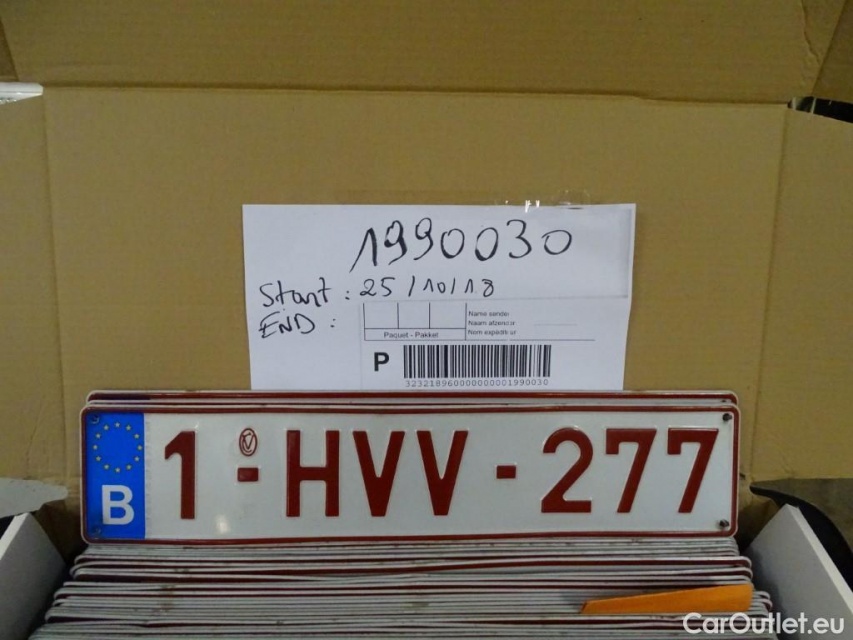 1990030
Start : 25/10/18
END :
Name sender
Naam afzender
Nom expéditeur
Paquet - Pakket
P
3232189600000000001990030
B
1-HVV-277
CarOutlet.eu